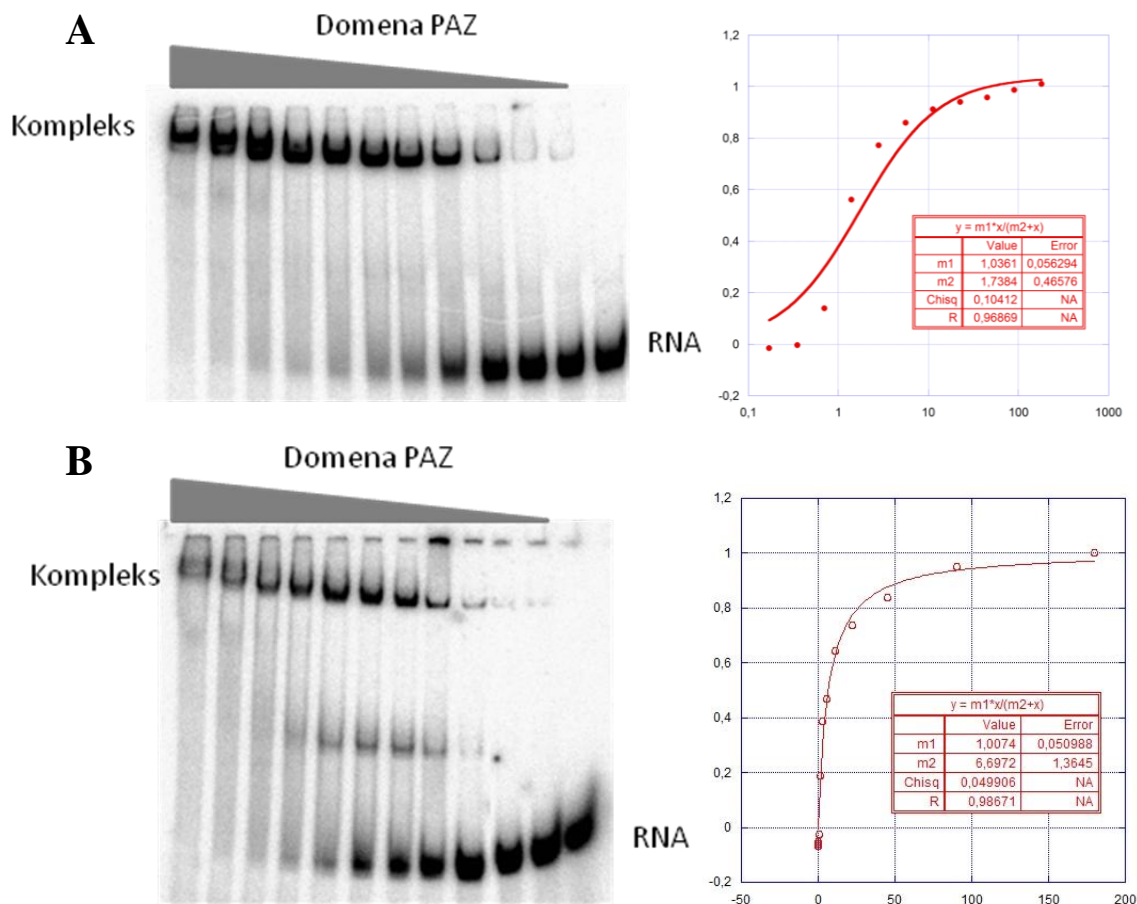 A
Domena PAZ
Kompleks
RNA
1,2
1
0,8
0,6
0,4
0,2
0
-0,2
0,1 1 10 100 1000
y = m1*x/(m2+x)
Value Error
m1 1,0361 0,056294
m2 1,7384 0,46576
Chisq 0,10412 NA
R 0,96869 NA
B
Domena PAZ
Kompleks
RNA
1,2
1
0,8
0,6
0,4
0,2
0
-0,2
-50 0 50 100 150 200
y = m1*x/(m2+x)
Value Error
m1 1,0074 0,050988
m2 6,6972 1,3645
Chisq 0,049906 NA
R 0,98671 NA